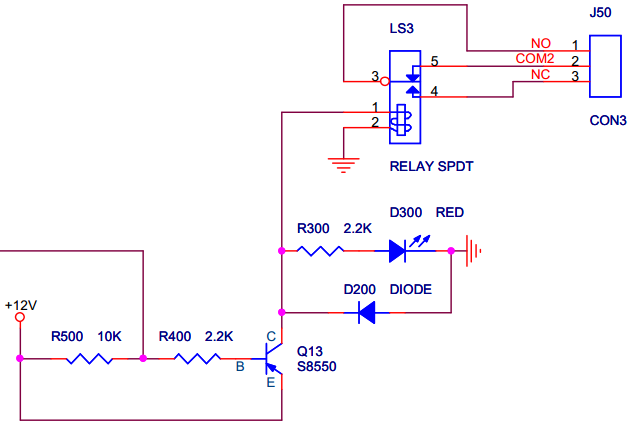 J50
LS3
NO 1
5 COM2 2
3 NC 3
4
1
2
CON3
RELAY SPDT
D300 RED
R300 2.2K
D200 DIODE
+12V
R500 10K R400 2.2K C
Q13
B S8550
E